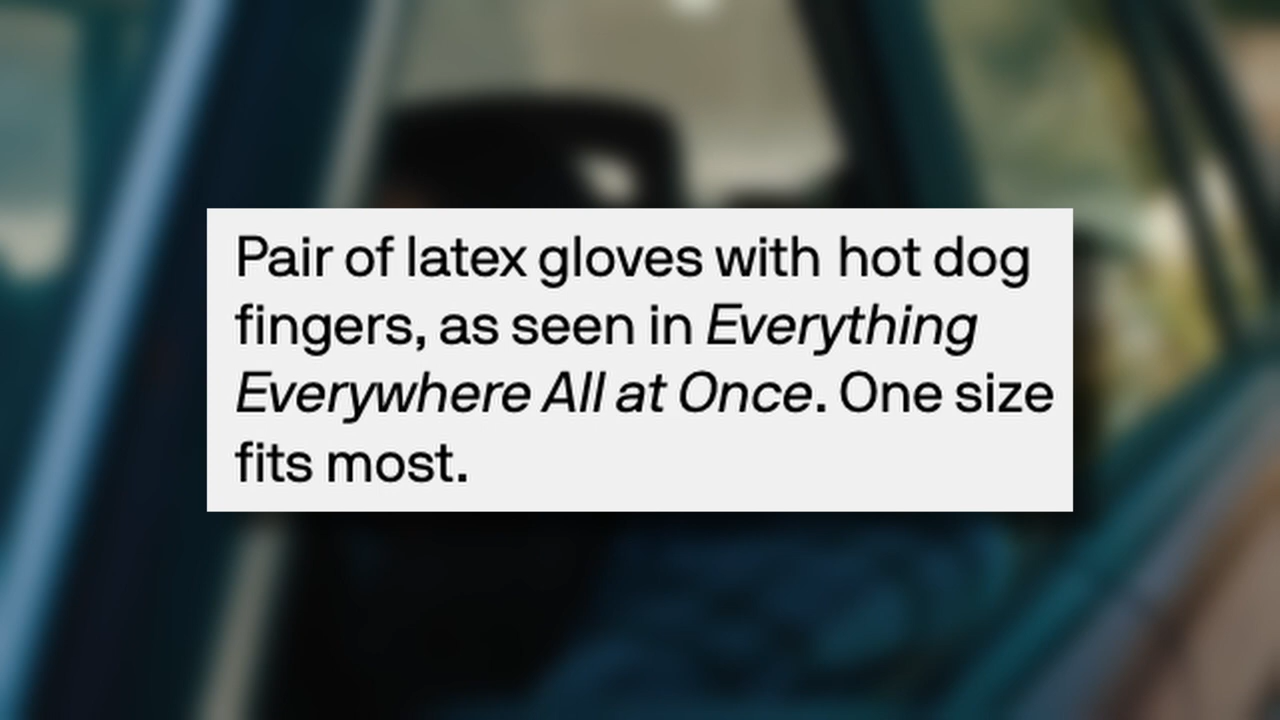 Pair of latex gloves with hot dog
fingers, as seen in Everything
Everywhere All at Once. One size
fits most.